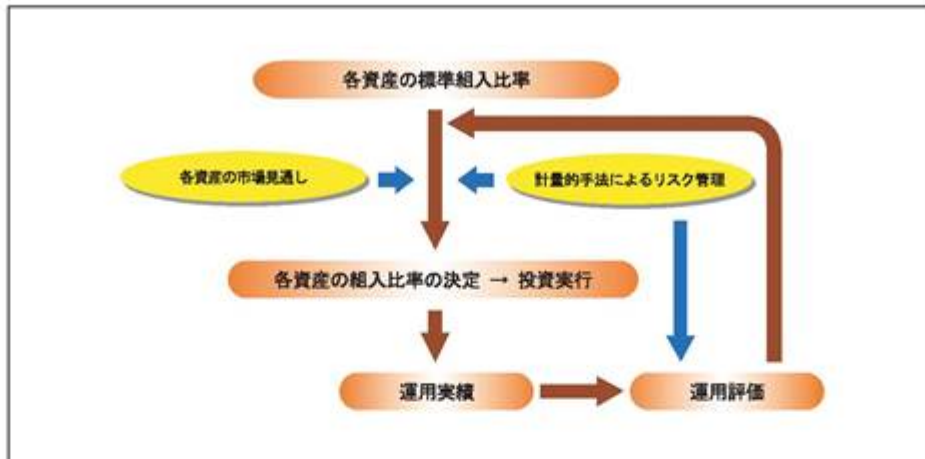 各資産の標準組入比率
各資産の市場見通し
計量的手法によるリスク管理
各資産の組入比率の決定 → 投資実行
運用実績
運用評価